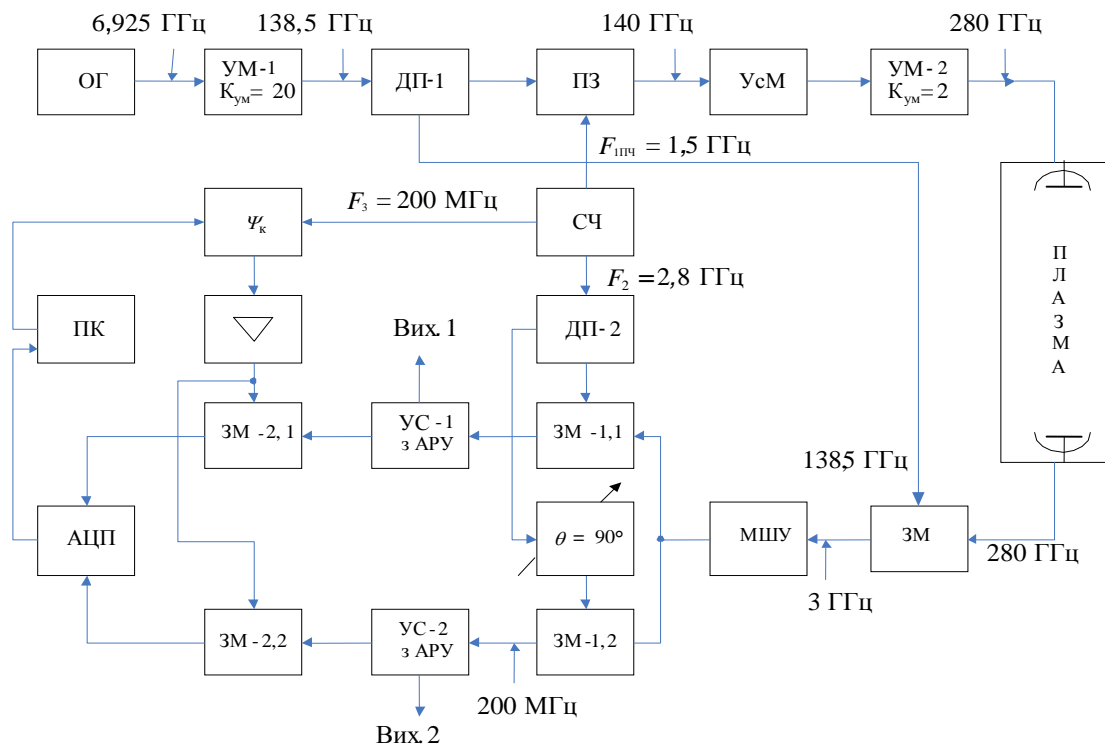 6,925 ГГц
138,5 ГГц
140 ГГц
280 ГГц
ОГ
УМ-1
Kум= 20
ДП-1
ПЗ
УсМ
УМ-2
Kум=2
F1ПЧ = 1,5 ГГц
F3 = 200 МГц
Ψк
СЧ
F2 =2,8 ГГц
ПЛАЗМА
ПК
Вих. 1
ДП-2
ЗМ -2, 1
УС -1
з АРУ
ЗМ -1,1
138,5 ГГц
АЦП
θ = 90°
МШУ
ЗМ
280 ГГц
3 ГГц
ЗМ -2,2
УС-2
з АРУ
ЗМ-1,2
200 МГц
Вих. 2